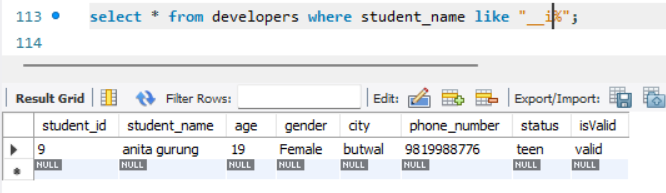 113 select * from developers where student_name like "__i%";
114
Result Grid Filter Rows: Edit: Export/Import:
student_id student_name age gender city phone_number status isValid
9 anita gurung 19 Female butwal 9819988776 teen valid
NULL NULL NULL NULL NULL NULL NULL NULL